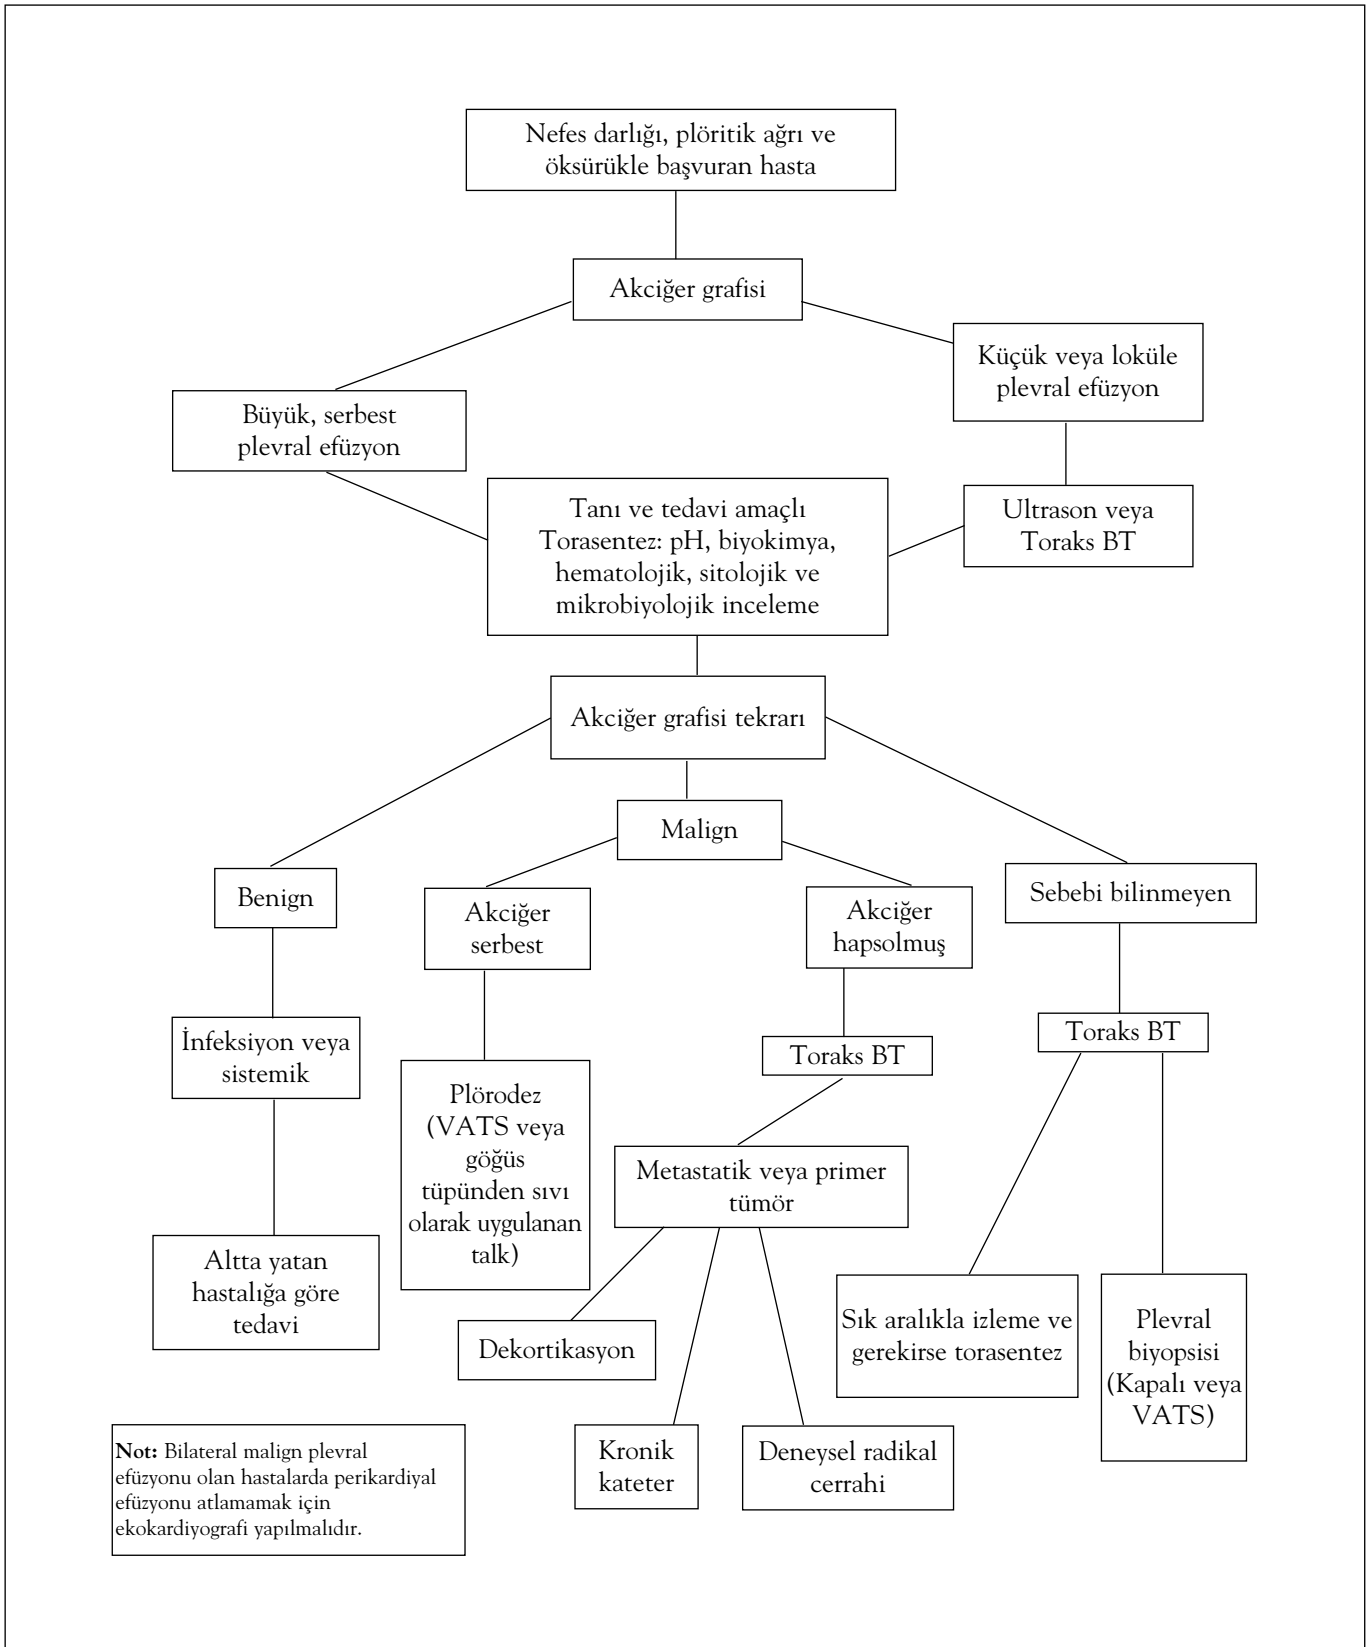 Nefes darlığı, plöritik ağrı ve
öksürükle başvuran hasta
Akciğer grafisi
Küçük veya loküle
plevral efüzyon
Büyük, serbest
plevral efüzyon
Ultrason veya
Toraks BT
Tanı ve tedavi amaçlı
Torasentez: pH, biyokimya,
hematolojik, sitolojik ve
mikrobiyolojik inceleme
Akciğer grafisi tekrarı
Malign
Benign
Akciğer
serbest
Akciğer
hapsolmuş
Sebebi bilinmeyen
İnfeksiyon veya
sistemik
Toraks BT
Toraks BT
Plörodez
(VATS veya
göğüs
tüpünden sıvı
olarak uygulanan
talk)
Metastatik veya primer
tümör
Altta yatan
hastalığa göre
tedavi
Dekortikasyon
Sık aralıkla izleme ve
gerekirse torasentez
Plevral
biyopsisi
(Kapalı veya
VATS)
Kronik
kateter
Deneysel radikal
cerrahi
Not: Bilateral malign plevral
efüzyonu olan hastalarda perikardiyal
efüzyonu atlamamak için
ekokardiyografi yapılmalıdır.